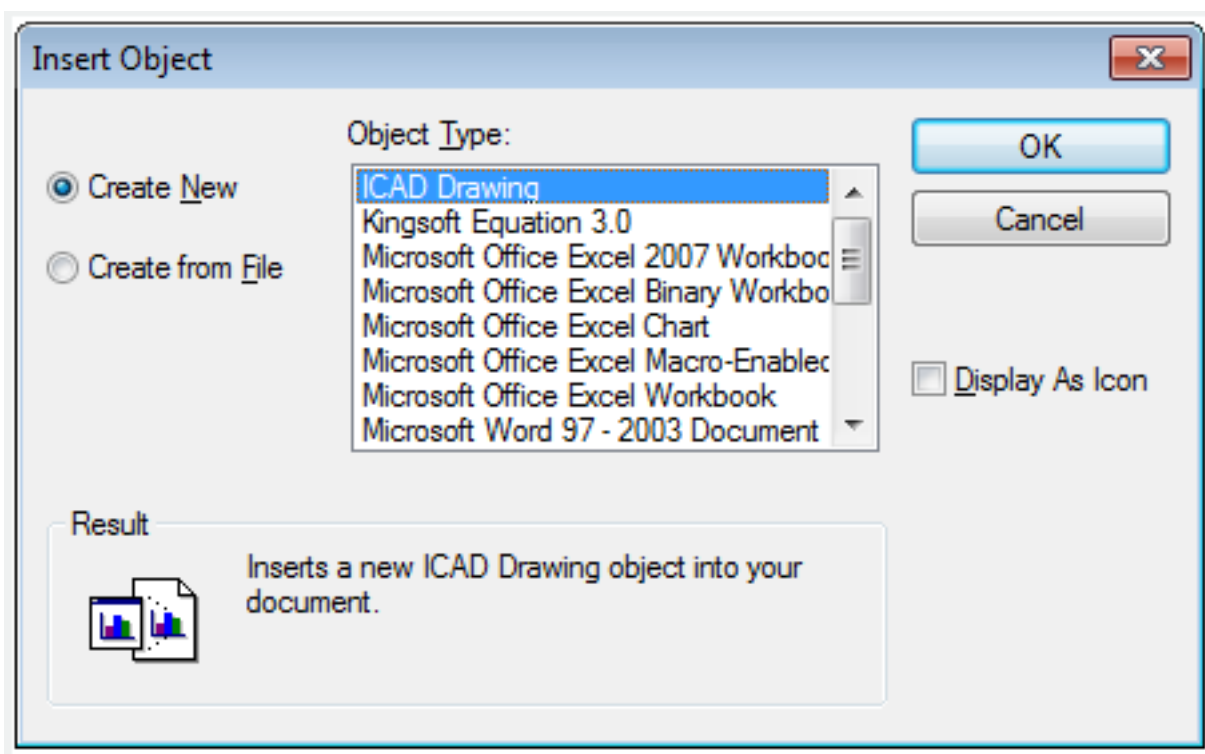 Insert Object
Object Type:
Create New
Create from File
ICAD Drawing
Kingsoft Equation 3.0
Microsoft Office Excel 2007 Workboo
Microsoft Office Excel Binary Workbo
Microsoft Office Excel Chart
Microsoft Office Excel Macro-Enabled
Microsoft Office Excel Workbook
Microsoft Word 97 - 2003 Document
OK
Cancel
Display As Icon
Result
Inserts a new ICAD Drawing object into your
document.